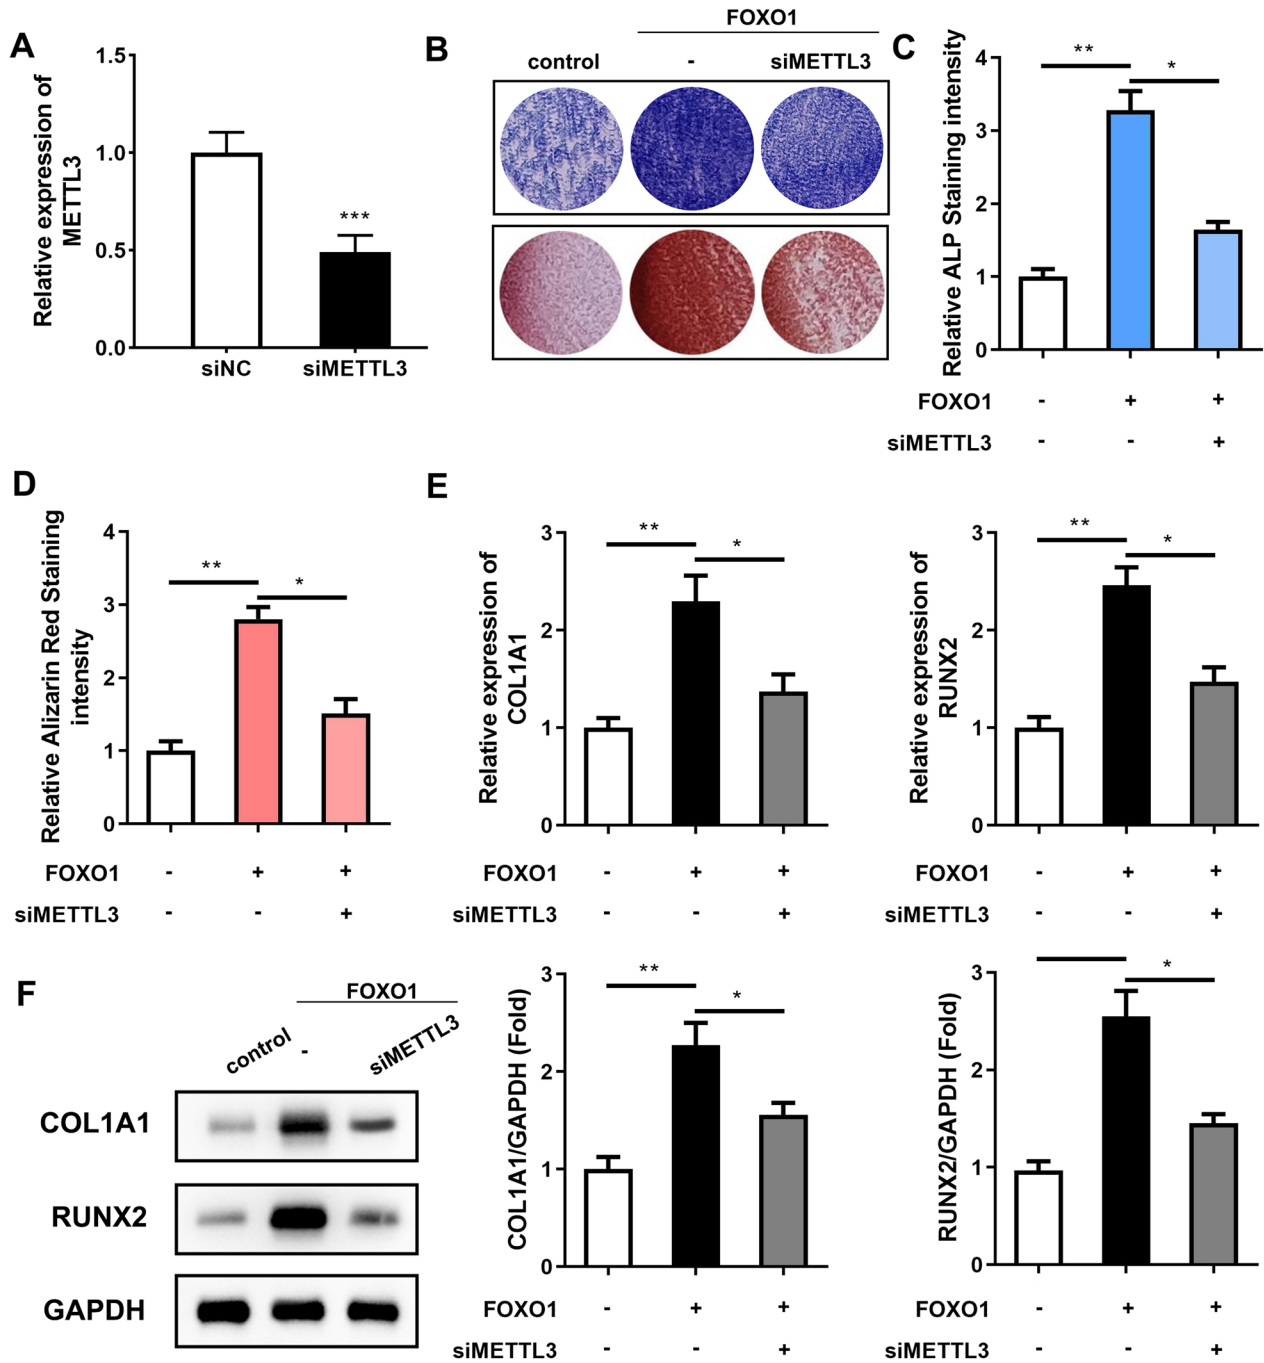 A
Relative expression of
METTL3
1.5
1.0
0.5
0.0
***
siNC
siMETTL3
B
FOXO1
control
-
siMETTL3
C
Relative ALP Staining intensity
4
3
2
1
0
**
*
FOXO1 - + +
siMETTL3 - - +
D
Relative Alizarin Red Staining
intensity
4
3
2
1
0
**
*
FOXO1 - + +
siMETTL3 - - +
E
Relative expression of
COL1A1
3
2
1
0
**
*
FOXO1 - + +
siMETTL3 - - +
Relative expression of
RUNX2
3
2
1
0
**
*
FOXO1 - + +
siMETTL3 - - +
F
FOXO1
control
-
siMETTL3
COL1A1
RUNX2
GAPDH
COL1A1/GAPDH (Fold)
3
2
1
0
**
*
FOXO1 - + +
siMETTL3 - - +
RUNX2/GAPDH (Fold)
3
2
1
0
*
FOXO1 - + +
siMETTL3 - - +